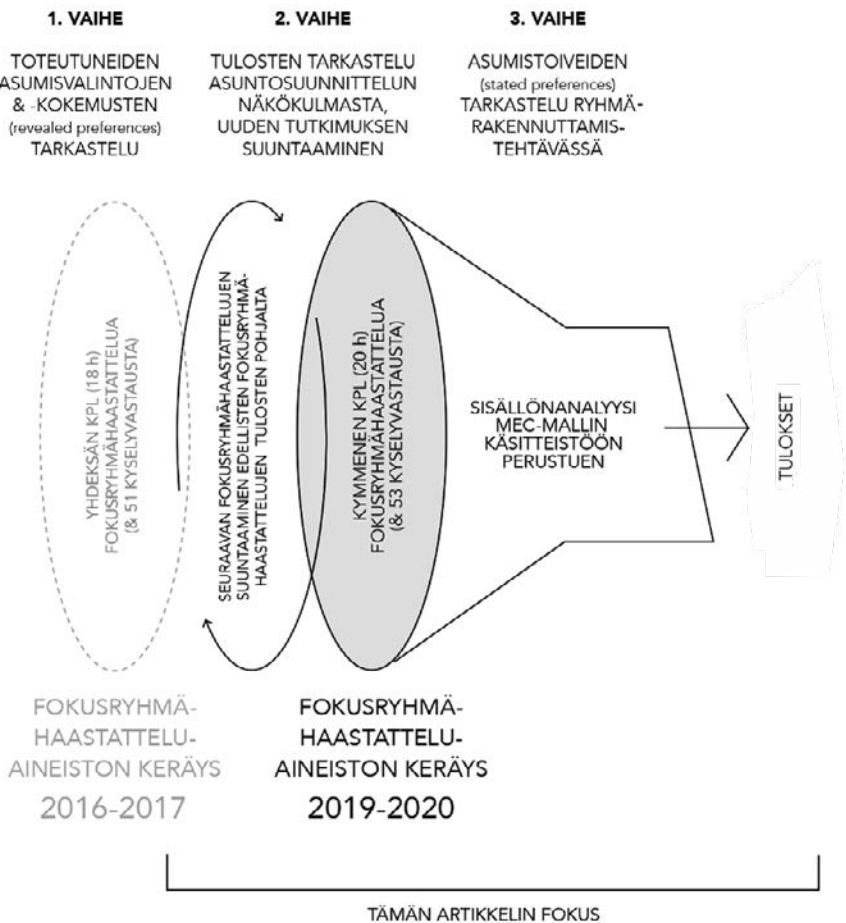 1. VAIHE
TOTEUTUNEIDEN
ASUMISVALINTOJEN
& -KOKEMUSTEN
(revealed preferences)
TARKASTELU
2. VAIHE
TULOSTEN TARKASTELU
ASUNTOSUUNNITTELUN
NÄKÖKULMASTA,
UUDEN TUTKIMUKSEN
SUUNTAAMINEN
3. VAIHE
ASUMISTOIVEIDEN
(stated preferences)
TARKASTELU RYHMÄ-
RAKENNUTTAMIS-
TEHTÄVÄSSÄ
YHDEKSÄN KPL (18 h)
FOKUSRYHMÄHAASTATTELUA
(& 51 KYSELYVASTAUSTA)
SEURAAVAN FOKUSRYHMÄHAASTATTELUJEN
SUUNTAAMINEN EDELLISTEN FOKUSRYHMÄ-
HAASTATTELUJEN TULOSTEN POHJALTA
KYMMENEN KPL (20 h)
FOKUSRYHMÄHAASTATTELUA
(& 53 KYSELYVASTAUSTA)
SISÄLLÖNANALYYSI
MEC-MALLIN
KÄSITTEISTÖÖN
PERUSTUEN
TULOKSET
FOKUSRYHMÄ-
HAASTATTELU-
AINEISTON KERÄYS
2016-2017
FOKUSRYHMÄ-
HAASTATTELU-
AINEISTON KERÄYS
2019-2020
TÄMÄN ARTIKKELIN FOKUS